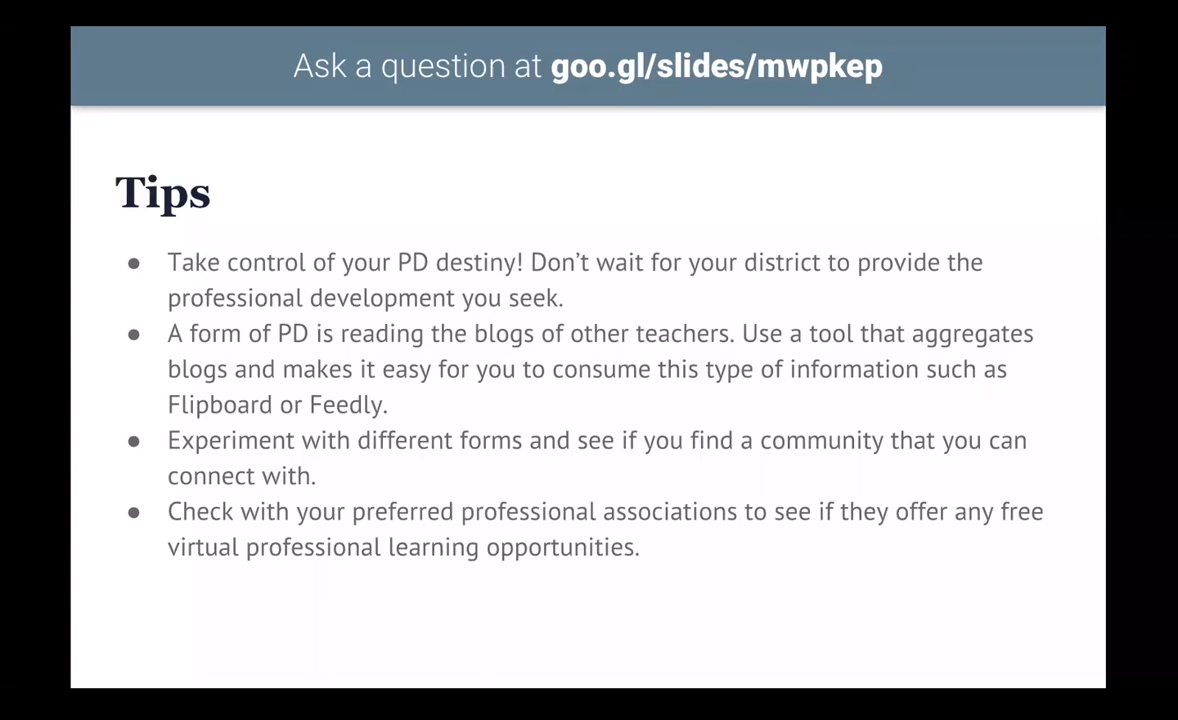 Ask a question at goo.gl/slides/mwpkep
Tips
● Take control of your PD destiny! Don’t wait for your district to provide the
professional development you seek.
● A form of PD is reading the blogs of other teachers. Use a tool that aggregates
blogs and makes it easy for you to consume this type of information such as
Flipboard or Feedly.
● Experiment with different forms and see if you find a community that you can
connect with.
● Check with your preferred professional associations to see if they offer any free
virtual professional learning opportunities.